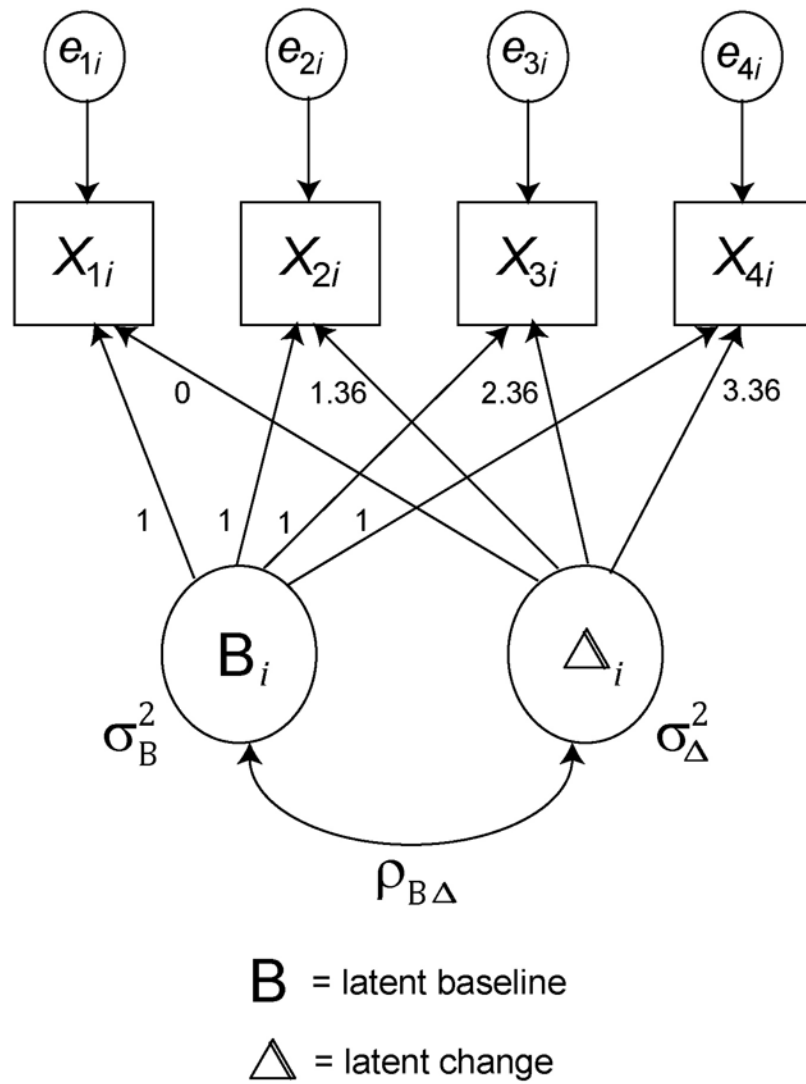 e1i e2i e3i e4i
X1i X2i X3i X4i
0 1.36 2.36 3.36
1 1 1 1
Bi Δi
σ²B σ²Δ
ρBΔ
B = latent baseline
Δ = latent change